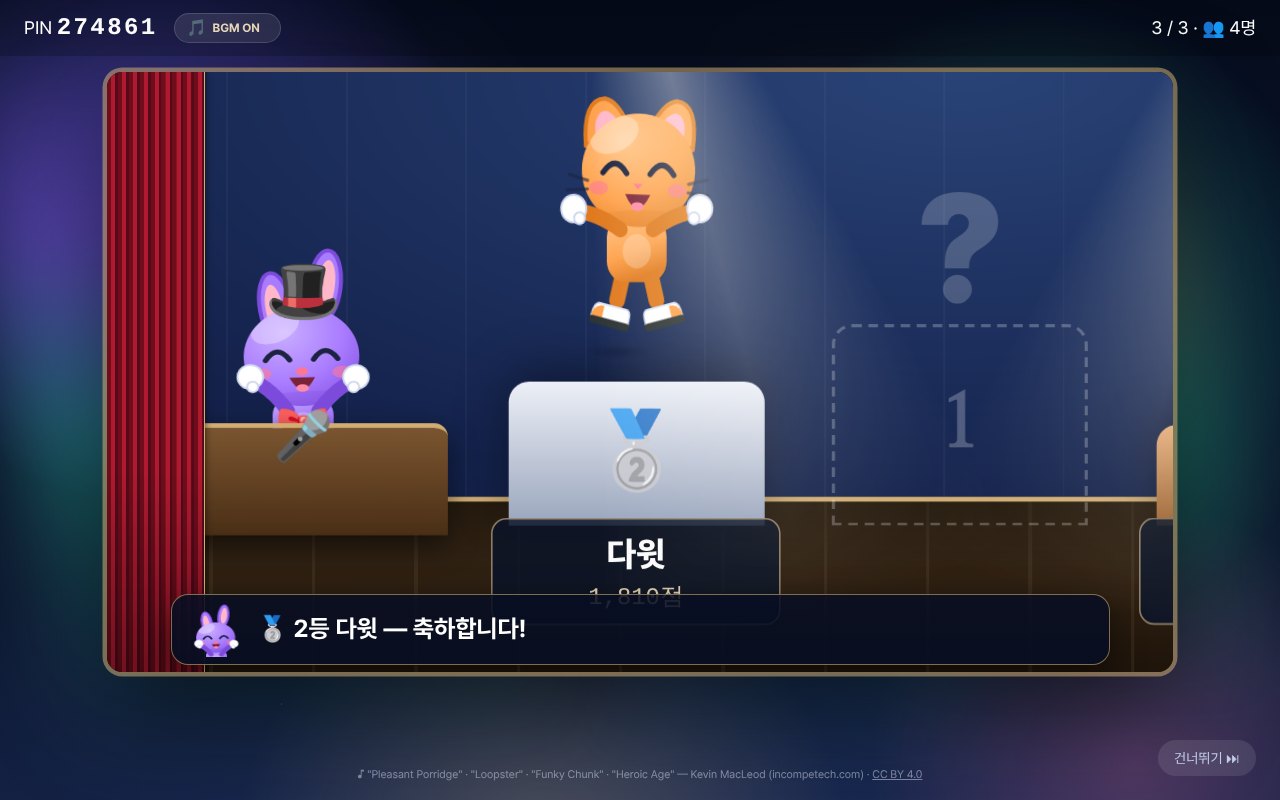 PIN 274861
BGM ON
3 / 3 · 4명
?
1
2
다윗
1,810점
2등 다윗 — 축하합니다!
건너뛰기
"Pleasant Porridge" · "Loopster" · "Funky Chunk" · "Heroic Age" — Kevin MacLeod (incompetech.com) · CC BY 4.0